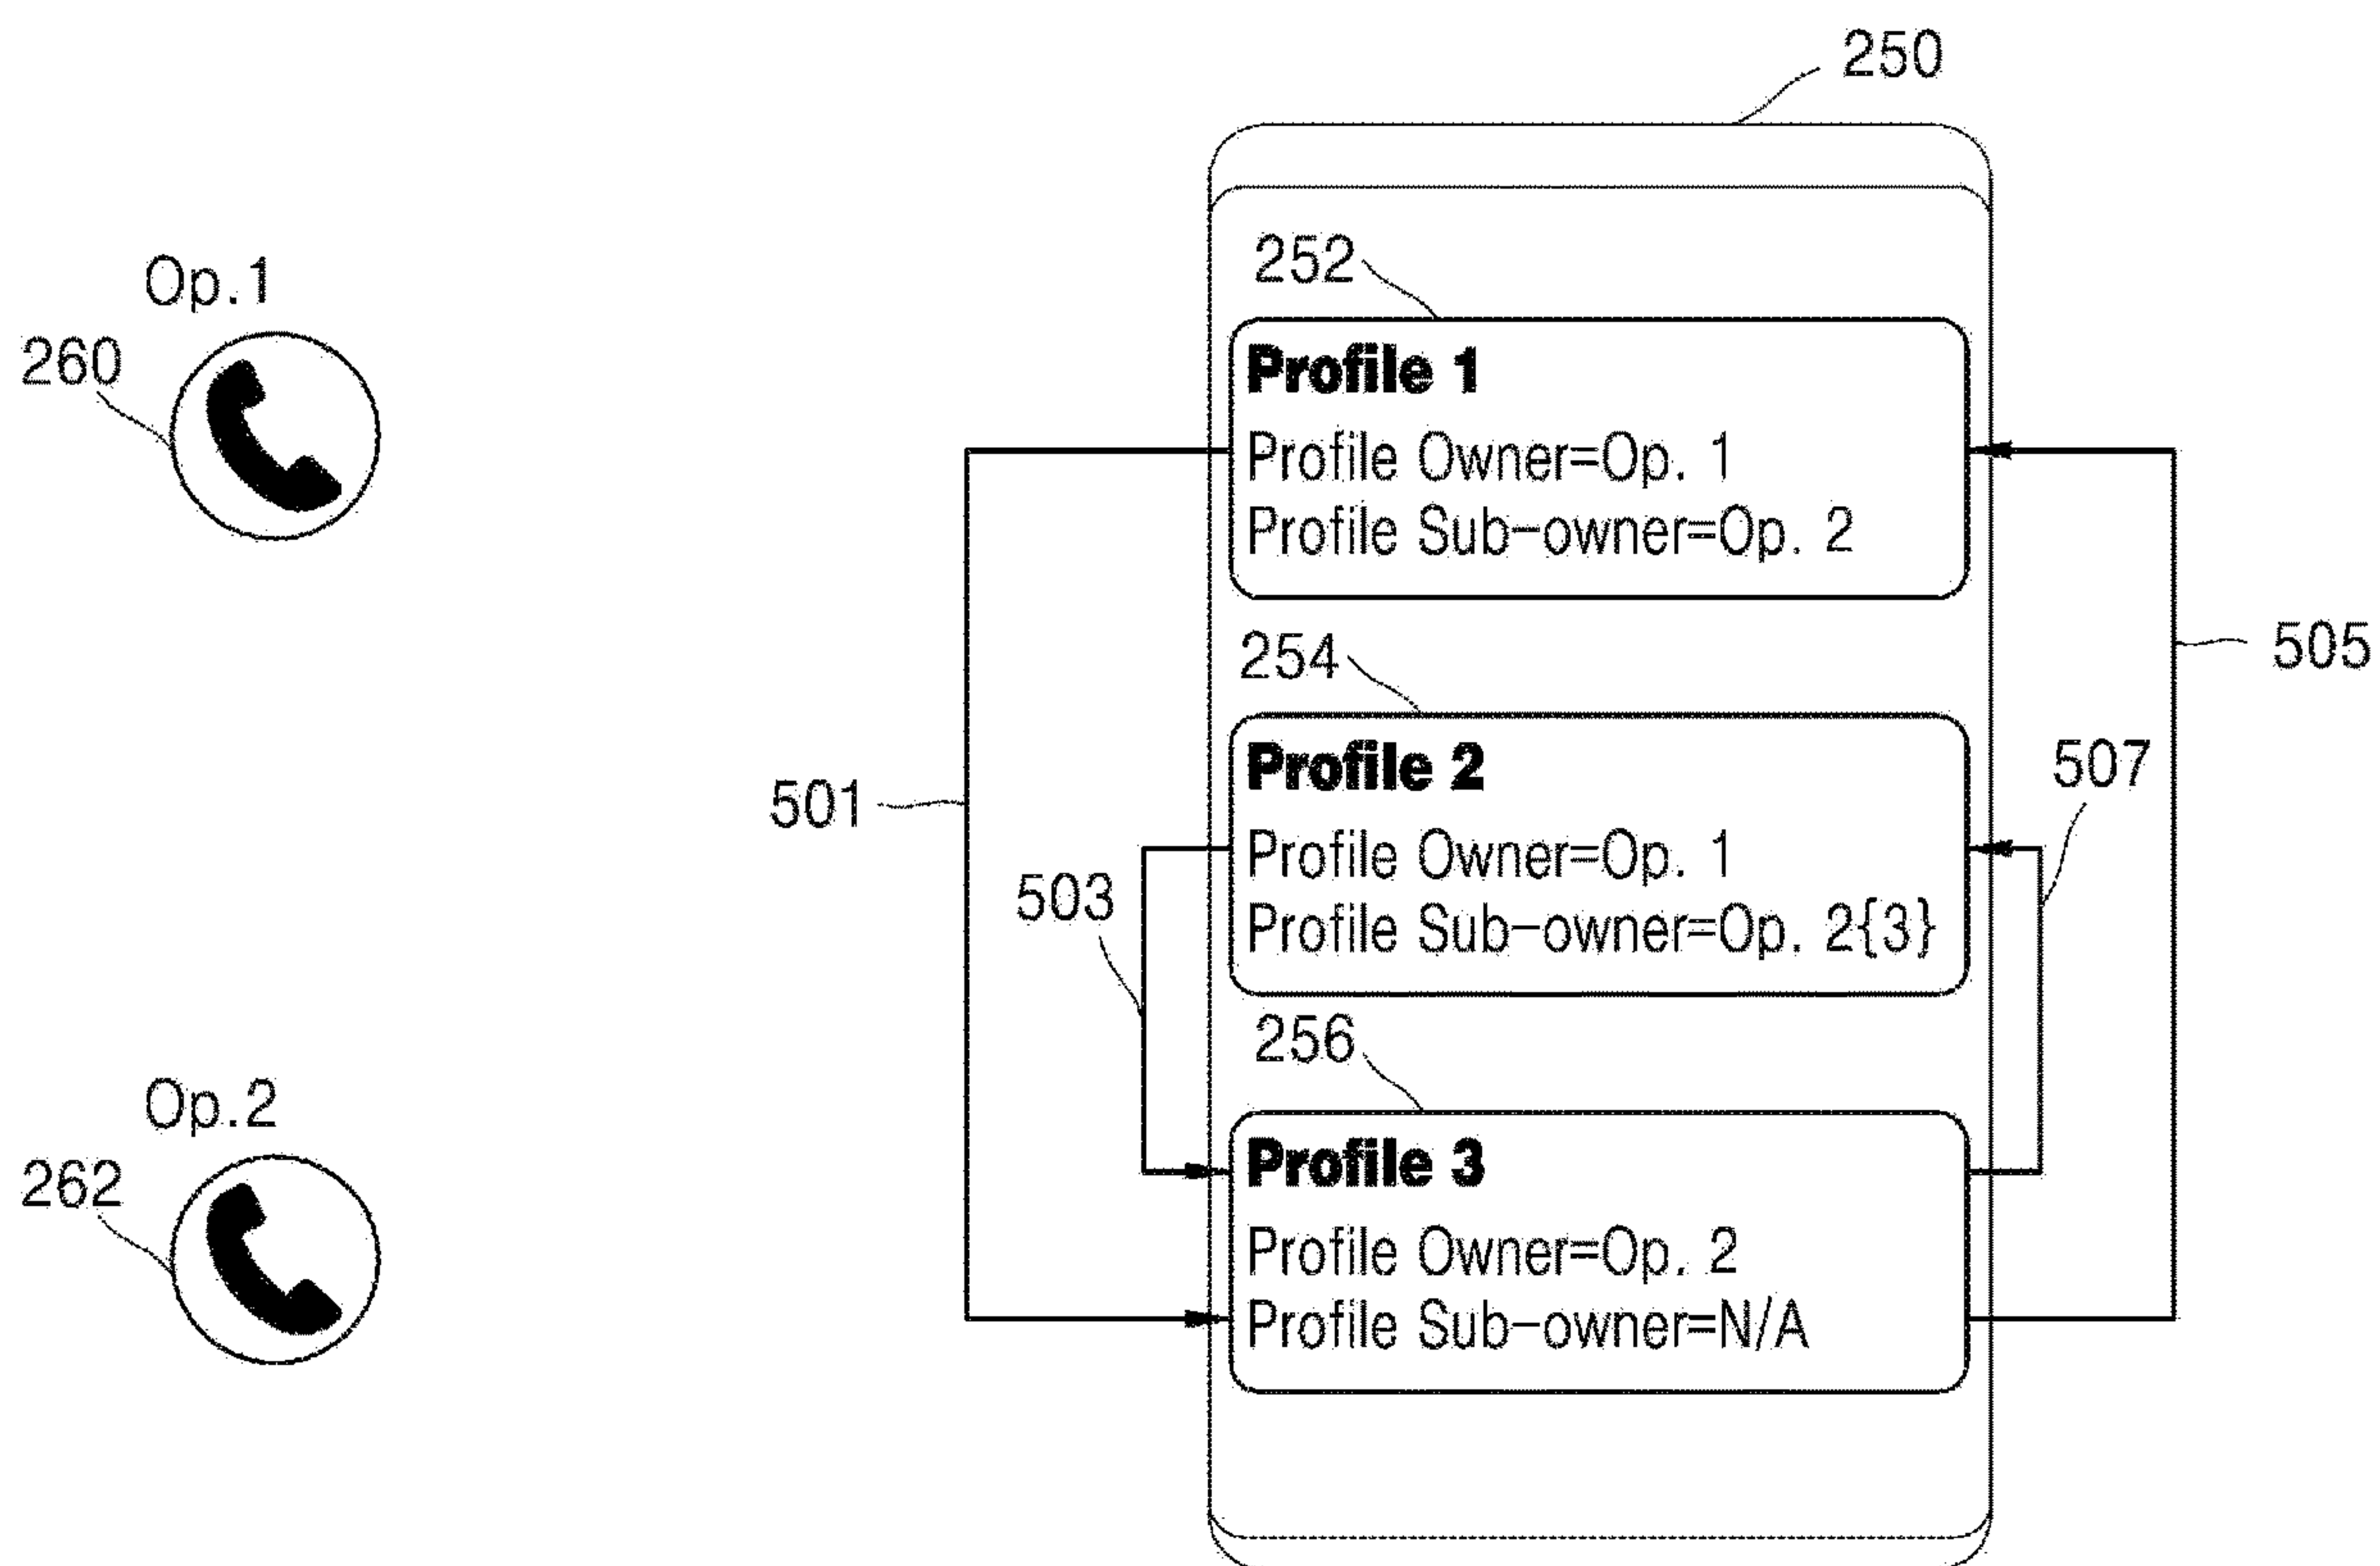 250
252
Op.1
260
Profile 1
Profile Owner=Op. 1
Profile Sub-owner=Op. 2
254
505
Profile 2
507
501
Profile Owner=Op. 1
503
Profile Sub-owner=Op. 2{3}
256
Op.2
262
Profile 3
Profile Owner=Op. 2
Profile Sub-owner=N/A